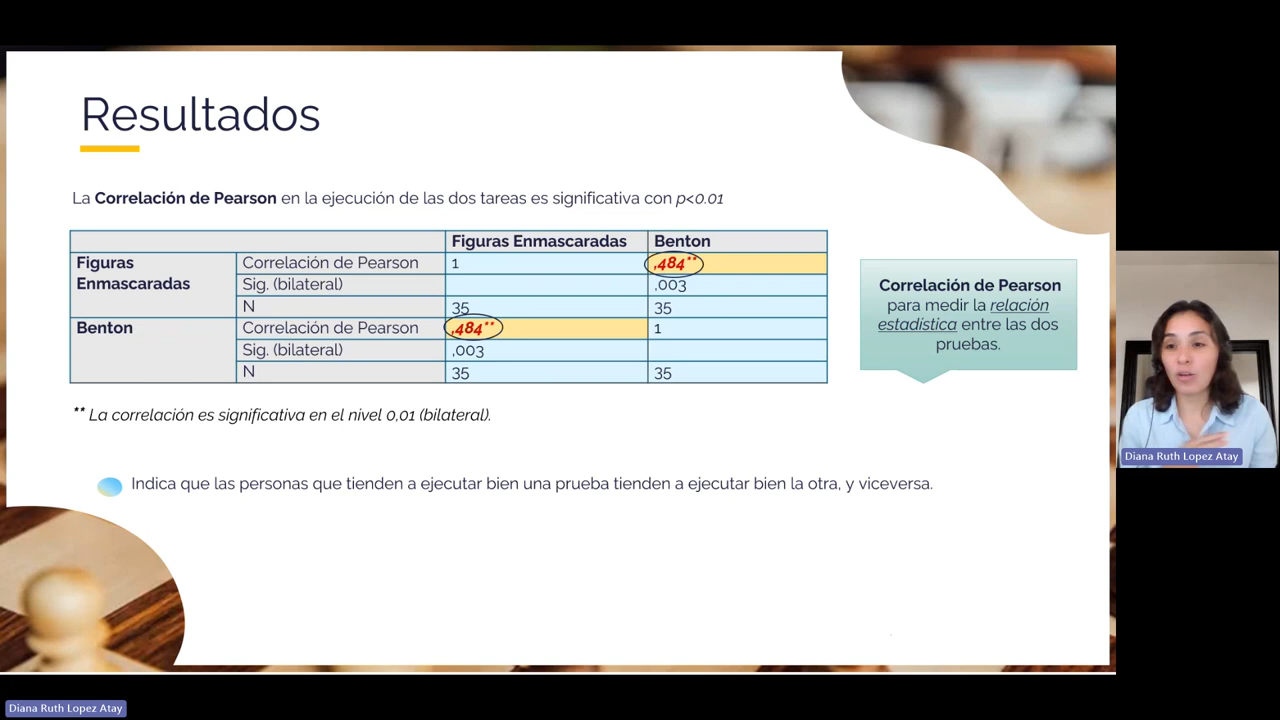 Resultados
La Correlación de Pearson en la ejecución de las dos tareas es significativa con p<0.01
Figuras Enmascaradas Benton
Figuras Enmascaradas Correlación de Pearson 1 ,484**
Sig. (bilateral) ,003
N 35 35
Benton Correlación de Pearson ,484** 1
Sig. (bilateral) ,003
N 35 35
** La correlación es significativa en el nivel 0,01 (bilateral).
Correlación de Pearson
para medir la relación
estadística entre las dos
pruebas.
Indica que las personas que tienden a ejecutar bien una prueba tienden a ejecutar bien la otra, y viceversa.
Diana Ruth Lopez Atay
Diana Ruth Lopez Atay